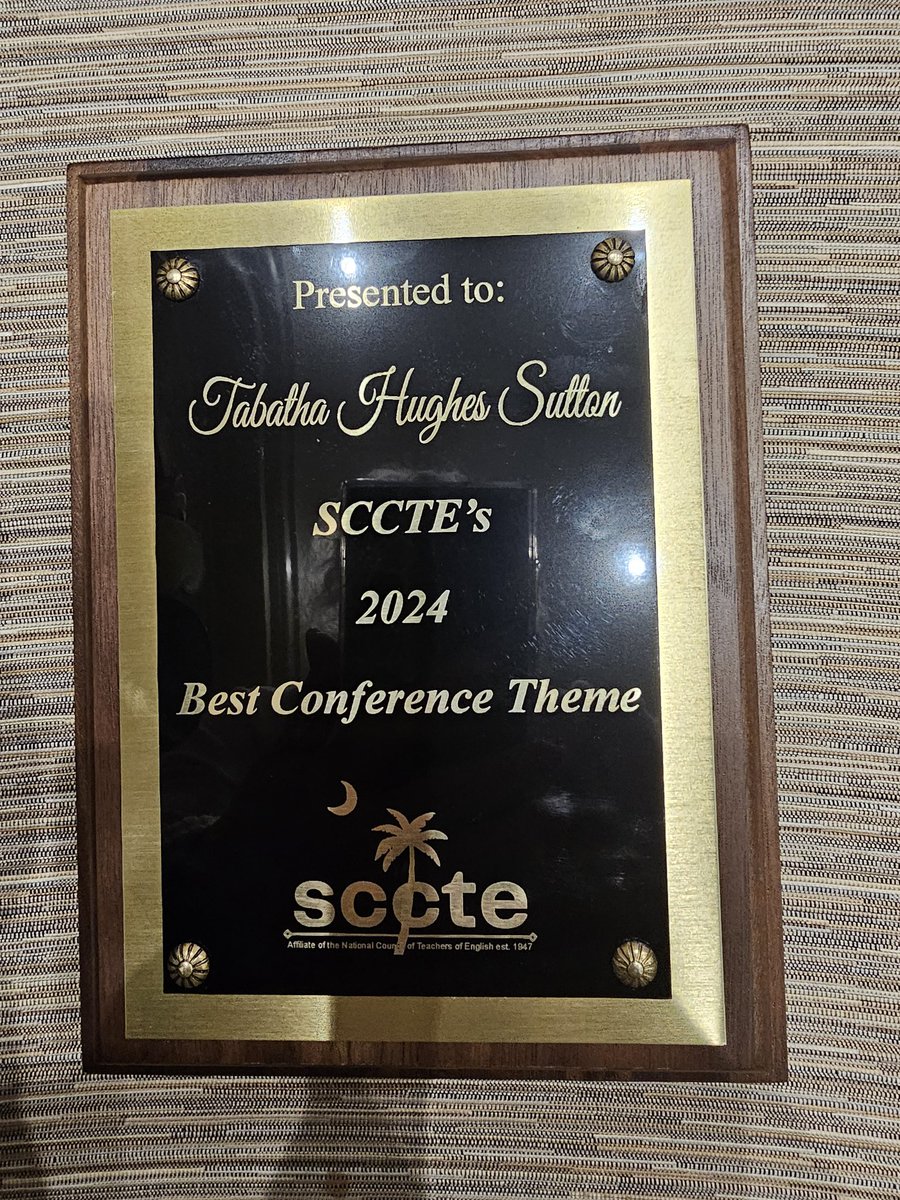 Presented to:
Tabatha Hughes Sutton
SCCTE's
2024
Best Conference Theme
sccte
Affiliate of the National Council of Teachers of English est. 1947